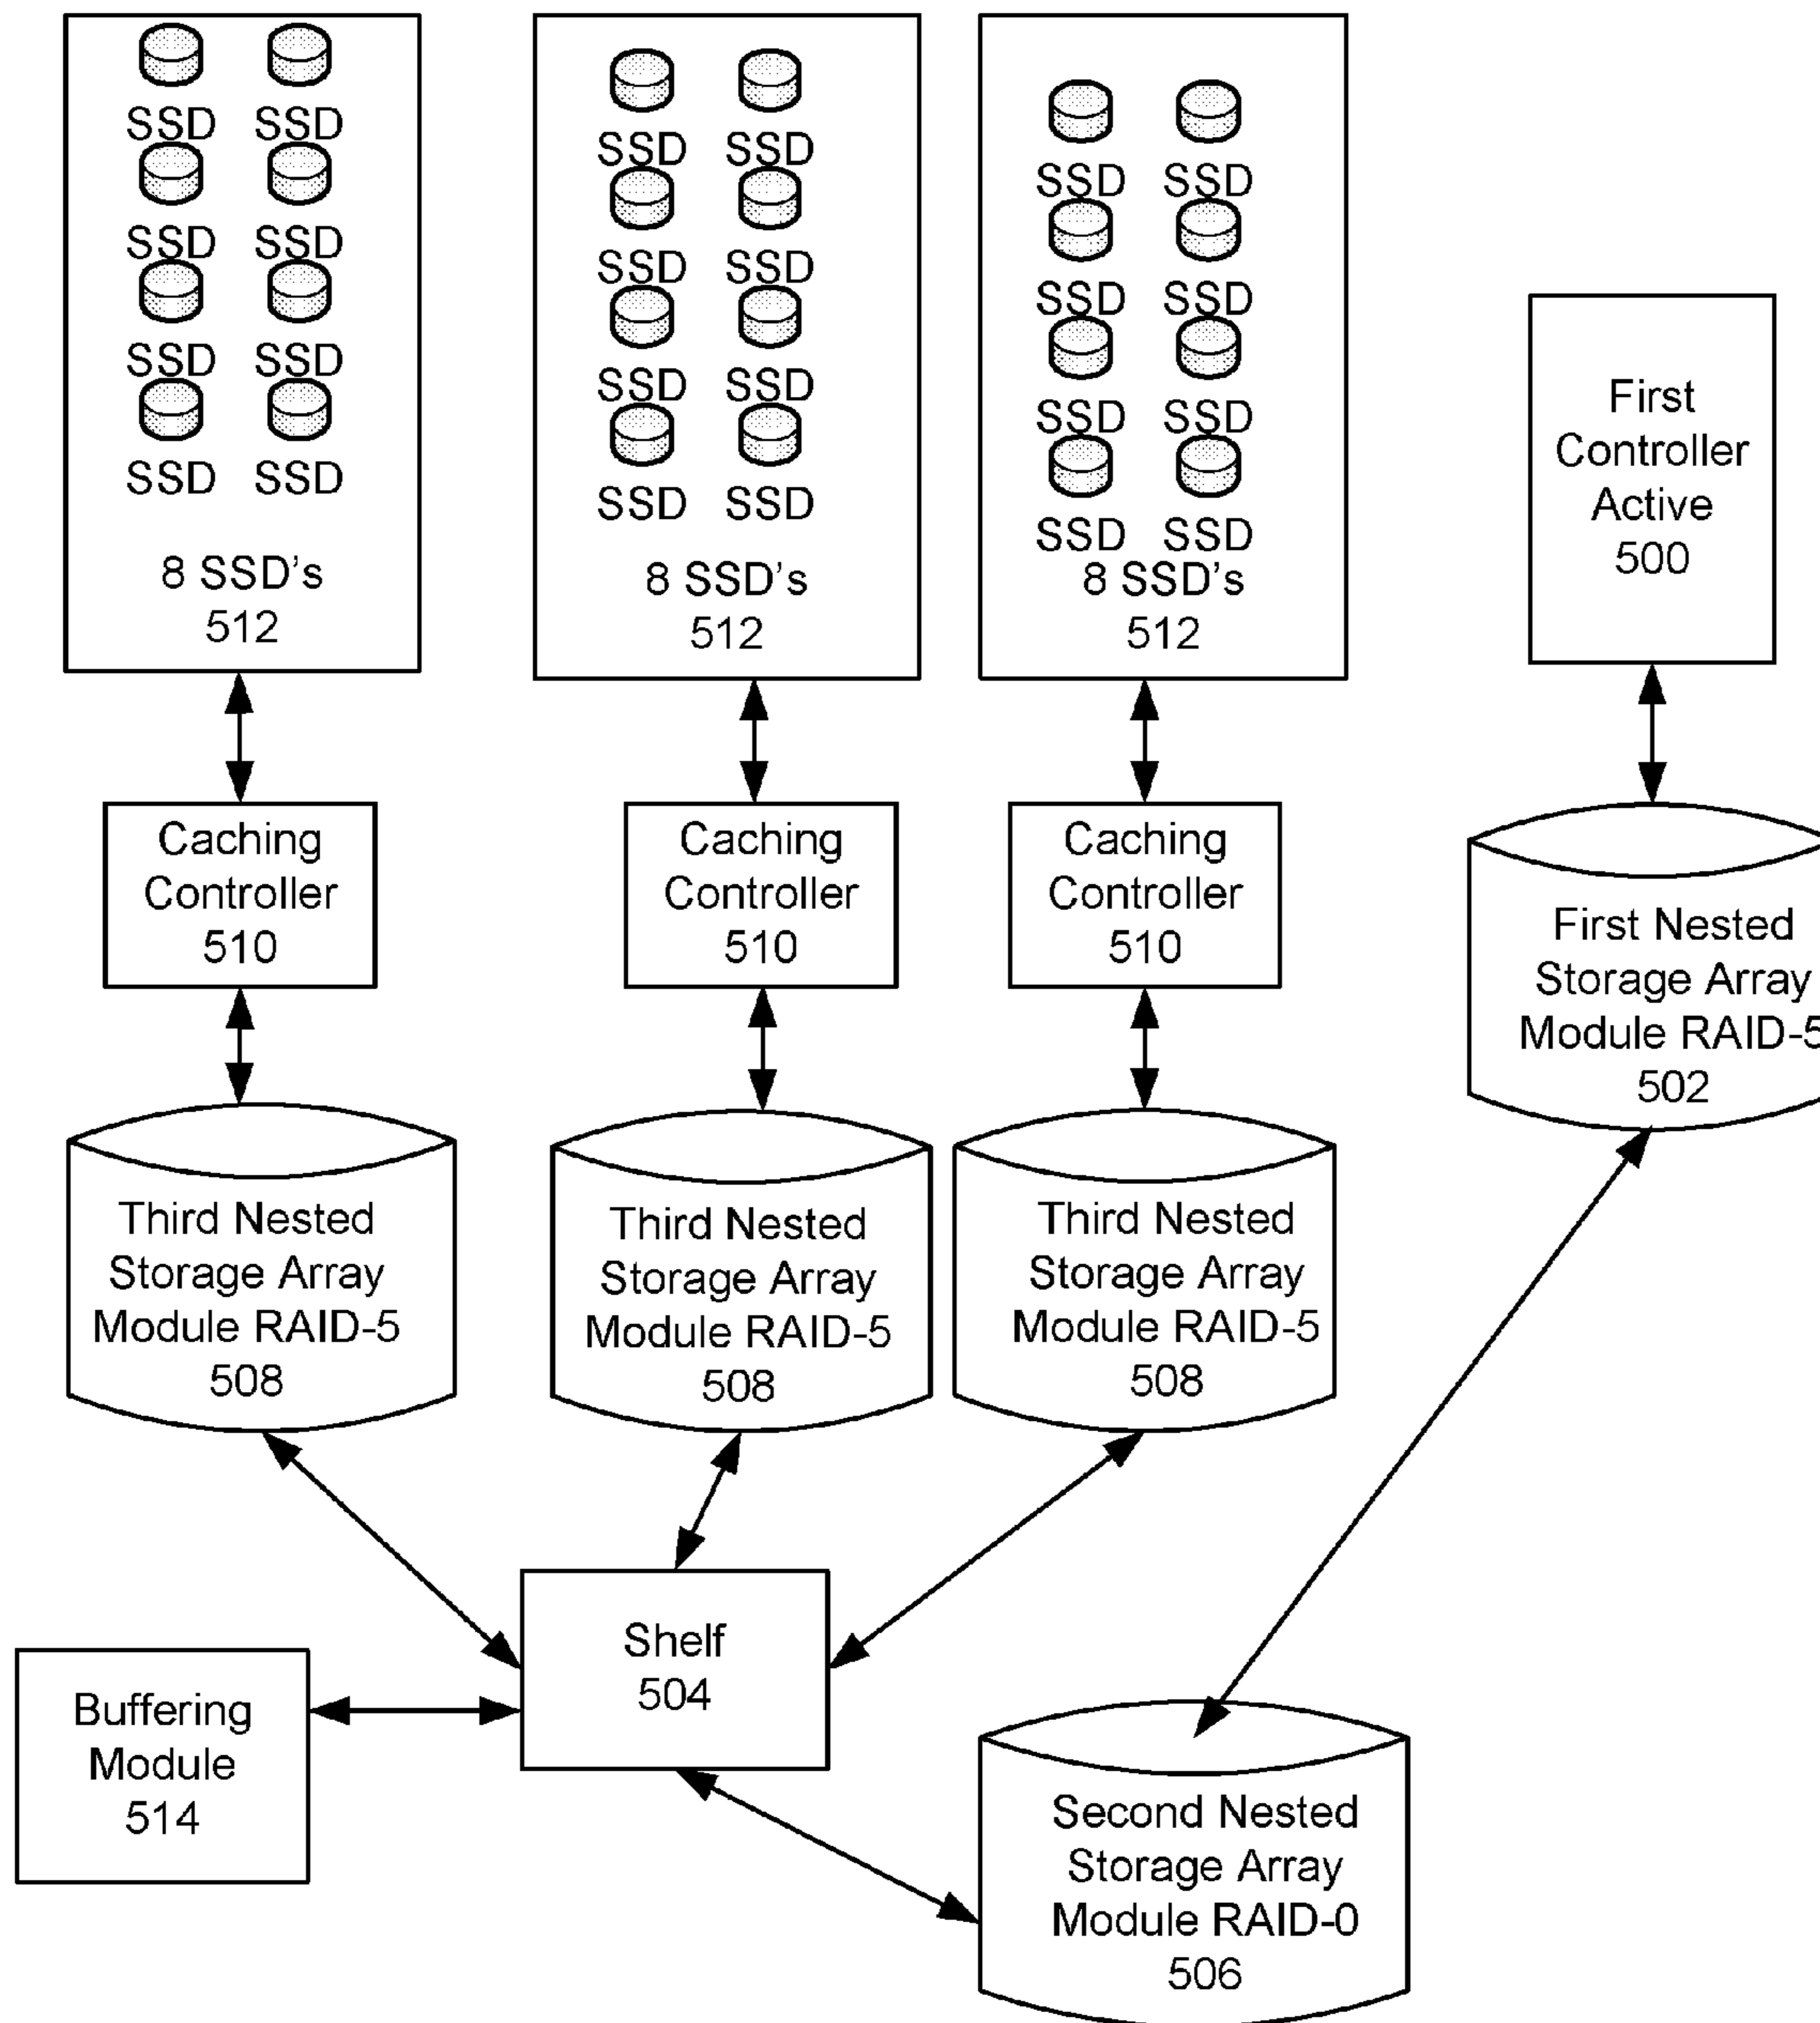 SSD SSD
SSD SSD
SSD SSD
SSD SSD
8 SSD's
512
SSD SSD
SSD SSD
SSD SSD
SSD SSD
8 SSD's
512
SSD SSD
SSD SSD
SSD SSD
SSD SSD
8 SSD's
512
First
Controller
Active
500
Caching
Controller
510
Caching
Controller
510
Caching
Controller
510
First Nested
Storage Array
Module RAID-5
502
Third Nested
Storage Array
Module RAID-5
508
Third Nested
Storage Array
Module RAID-5
508
Third Nested
Storage Array
Module RAID-5
508
Shelf
504
Buffering
Module
514
Second Nested
Storage Array
Module RAID-0
506